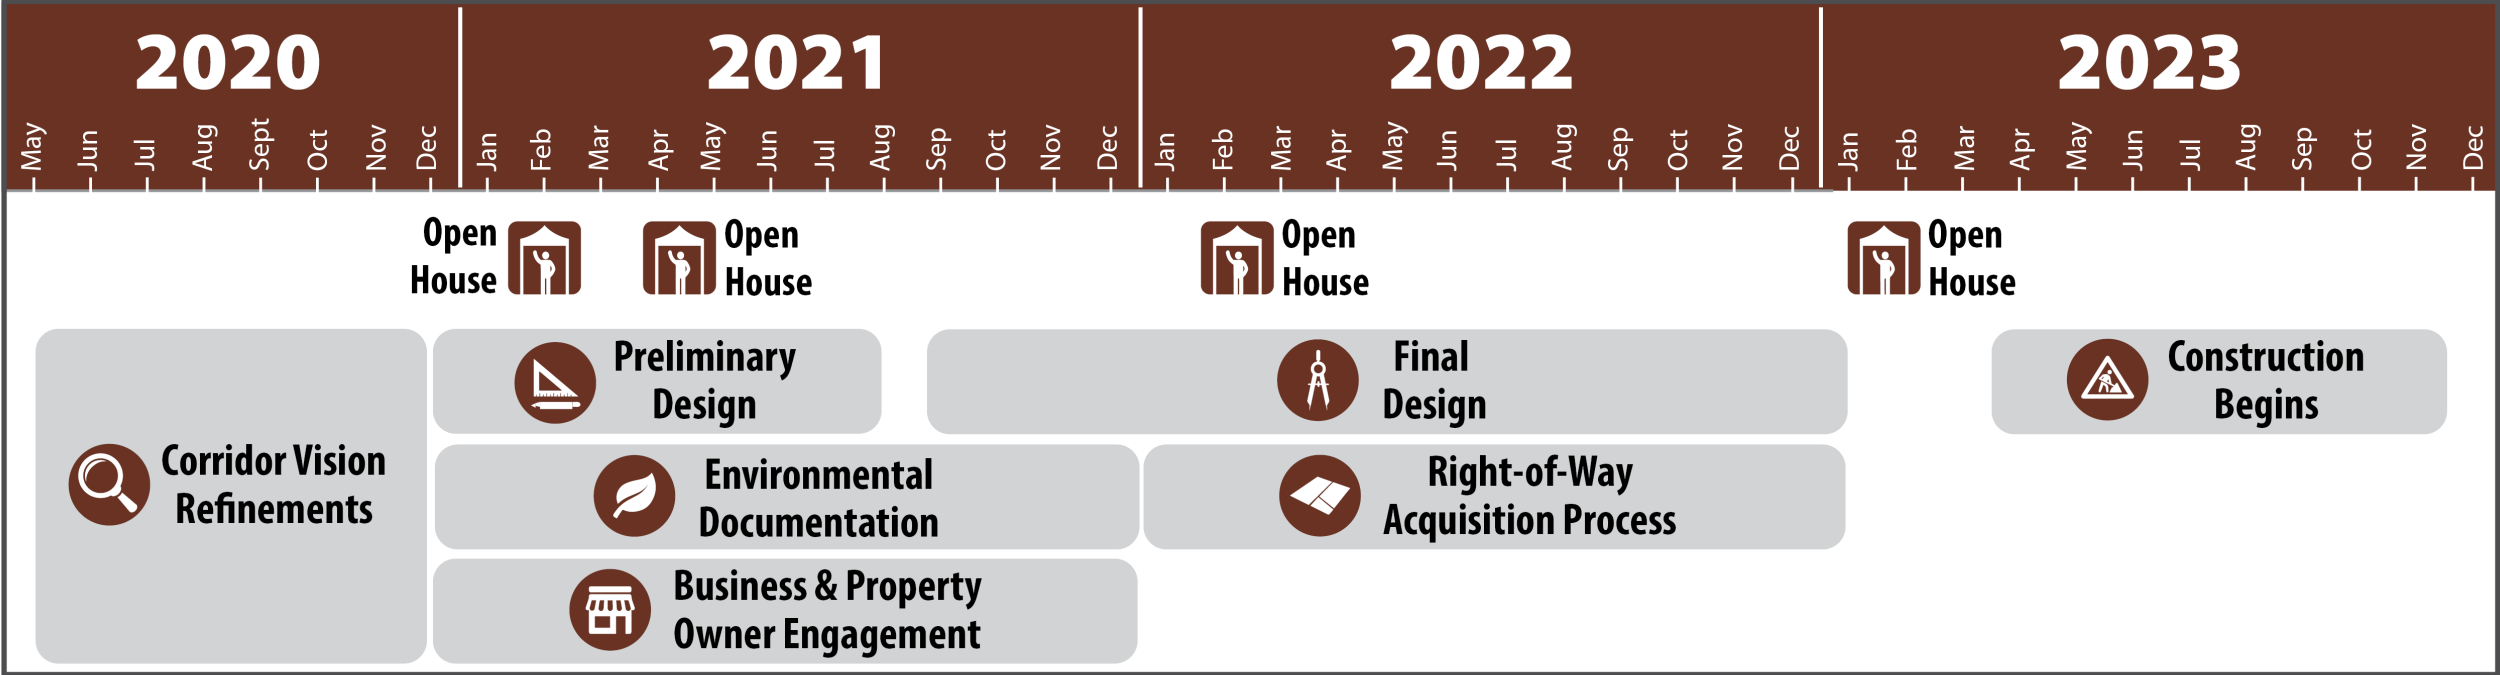 2020
2021
2022
2023
May Jun Jul Aug Sept Oct Nov Dec Jan Feb Mar Apr May Jun Jul Aug Sep Oct Nov Dec Jan Feb Mar Apr May Jun Jul Aug Sep Oct Nov Dec Jan Feb Mar Apr May Jun Jul Aug Sep Oct Nov Dec
Open
House
Open
House
Open
House
Open
House
Corridor Vision
Refinements
Preliminary
Design
Final
Design
Construction
Begins
Environmental
Documentation
Right-of-Way
Acquisition Process
Business & Property
Owner Engagement